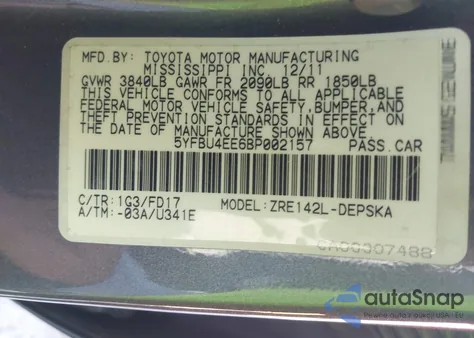 MFD.BY: TOYOTA MOTOR MANUFACTURING
MISSISSIPPI INC. 12/11
GVWR 3840LB GAWR FR 2090LB RR 1850LB
THIS VEHICLE CONFORMS TO ALL APPLICABLE
FEDERAL MOTOR VEHICLE SAFETY, BUMPER, AND
THEFT PREVENTION STANDARDS IN EFFECT ON
THE DATE OF MANUFACTURE SHOWN ABOVE.
5YFBU4EE6BP002157 PASS.CAR
C/TR:1G3/FD17 MODEL:ZRE142L-DEPSKA
A/TM:-03A/U341E
CA00307488
autoSnap